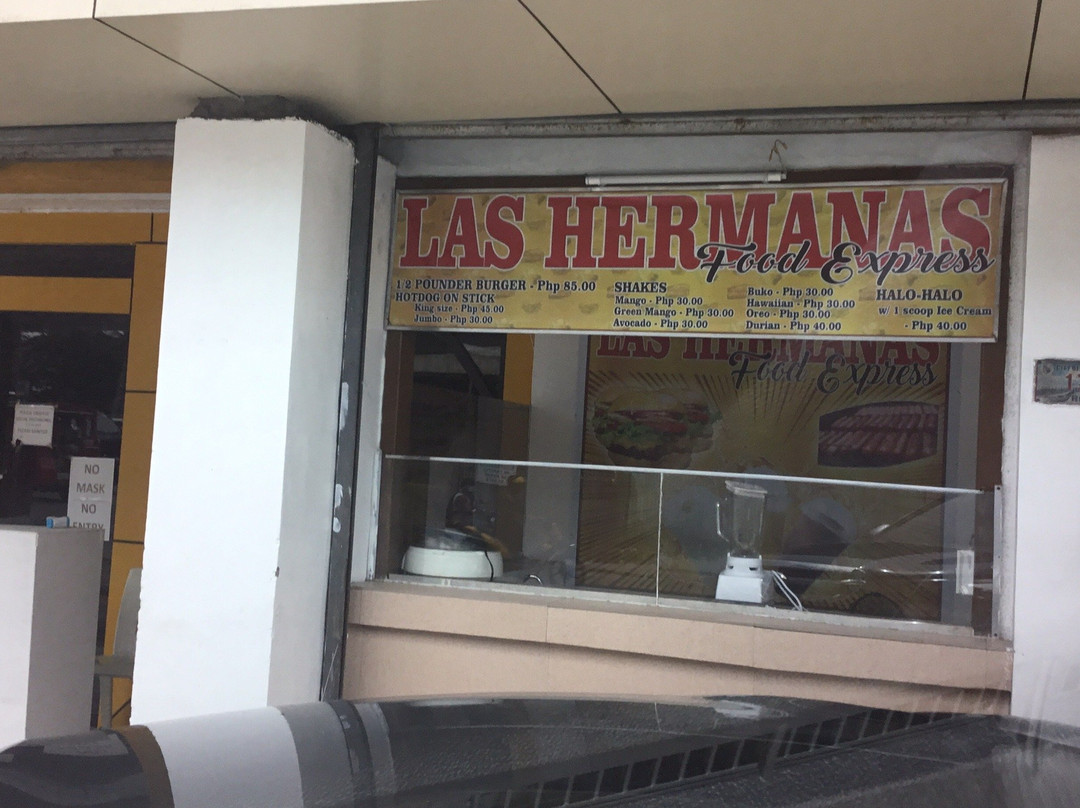 LAS HERMANAS
Food Express
1/2 POUNDER BURGER - Php 85.00
HOTDOG ON STICK
King size - Php 45.00
Jumbo - Php 30.00
SHAKES
Mango - Php 30.00
Green Mango - Php 30.00
Avocado - Php 30.00
Buko - Php 30.00
Hawaiian - Php 30.00
Oreo - Php 30.00
Durian - Php 40.00
HALO-HALO
w/ 1 scoop Ice Cream
- Php 40.00
LAS HERMANAS
Food Express
NO
MASK
NO
ENTRY